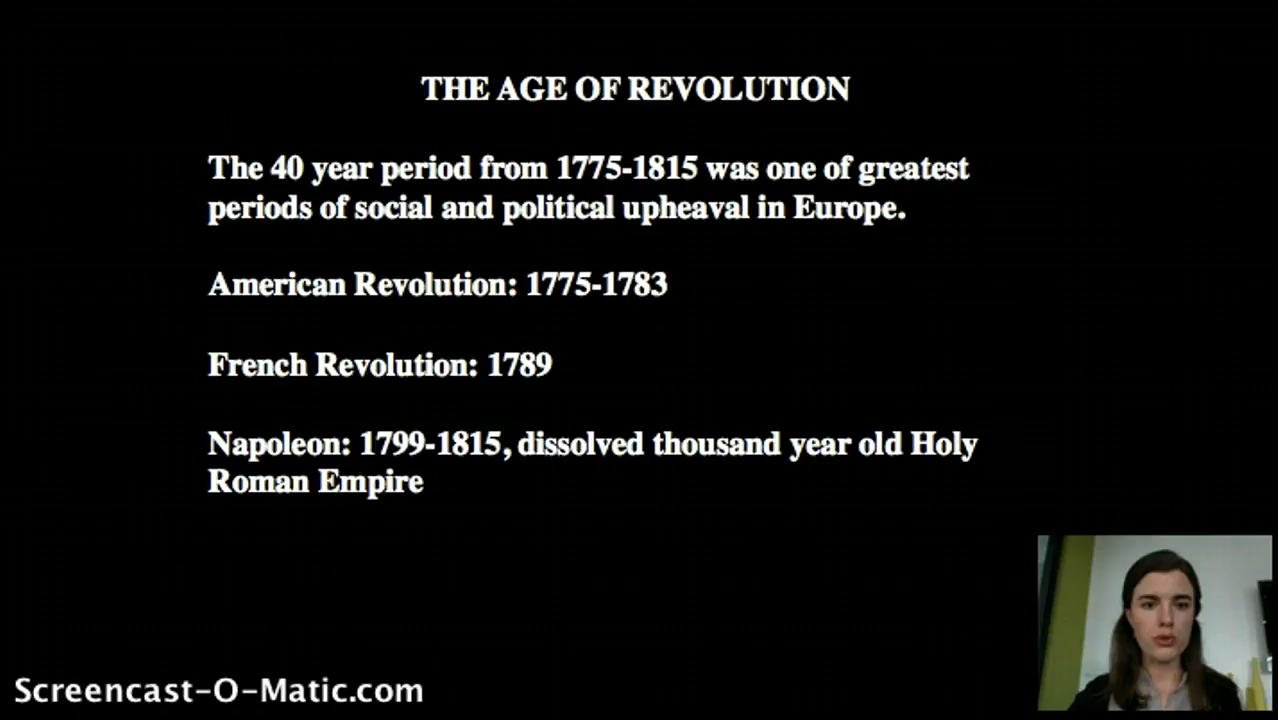 THE AGE OF REVOLUTION
The 40 year period from 1775-1815 was one of greatest
periods of social and political upheaval in Europe.
American Revolution: 1775-1783
French Revolution: 1789
Napoleon: 1799-1815, dissolved thousand year old Holy
Roman Empire
Screencast-O-Matic.com